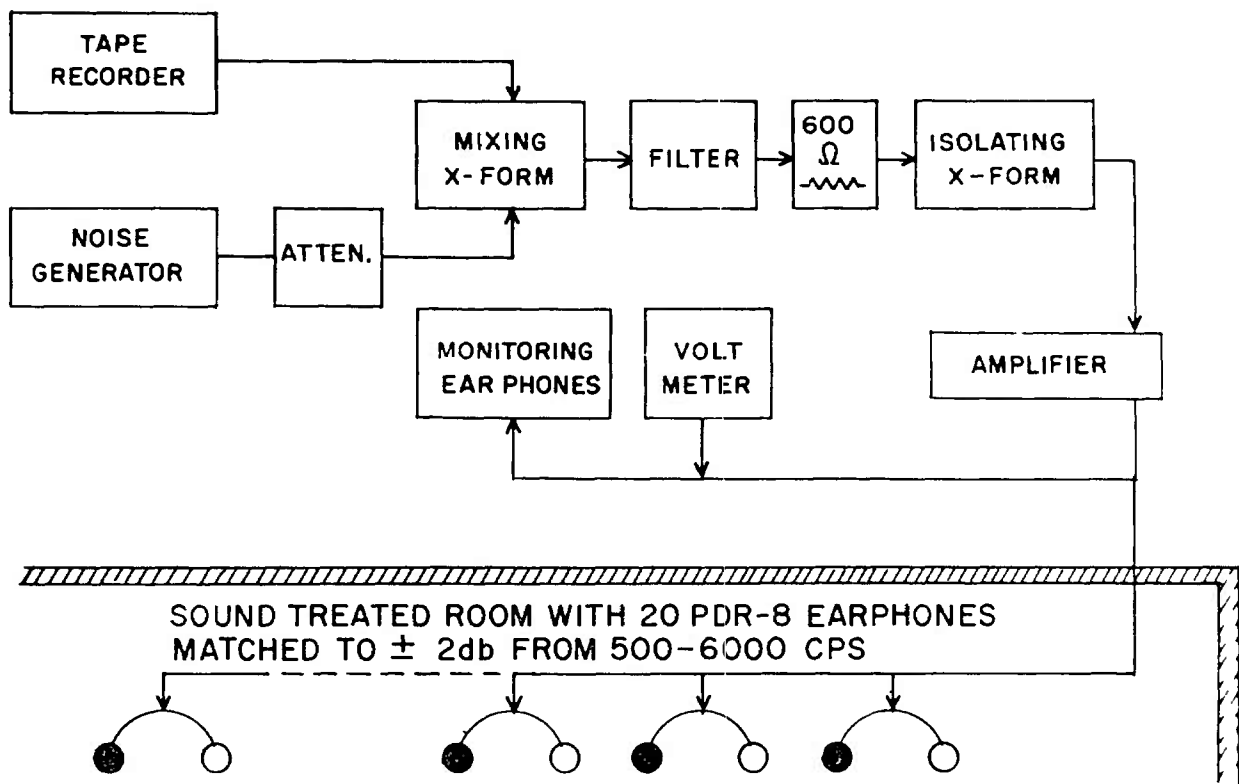 TAPE
RECORDER
MIXING
X-FORM
FILTER
600
Ω
ISOLATING
X-FORM
NOISE
GENERATOR
ATTEN.
MONITORING
EAR PHONES
VOLT
METER
AMPLIFIER
SOUND TREATED ROOM WITH 20 PDR-8 EARPHONES
MATCHED TO ± 2db FROM 500-6000 CPS